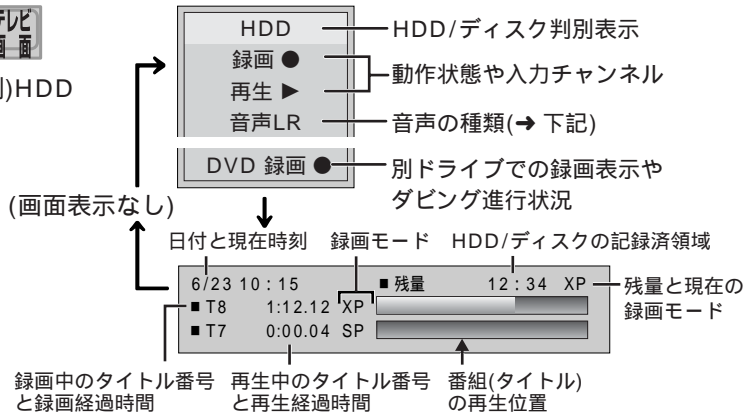 テレビ
画面
)HDD
HDD
録画 ●
再生 ▶
音声LR
DVD 録画 ●
HDD/ディスク判別表示
動作状態や入力チャンネル
音声の種類(➜ 下記)
別ドライブでの録画表示や
ダビング進行状況
(画面表示なし)
日付と現在時刻 録画モード HDD/ディスクの記録済領域
6/23 10：15 ■ 残量 12：34 XP
■ T8 1:12.12 XP
■ T7 0:00.04 SP
残量と現在の
録画モード
録画中のタイトル番号
と録画経過時間
再生中のタイトル番号
と再生経過時間
番組(タイトル)
の再生位置